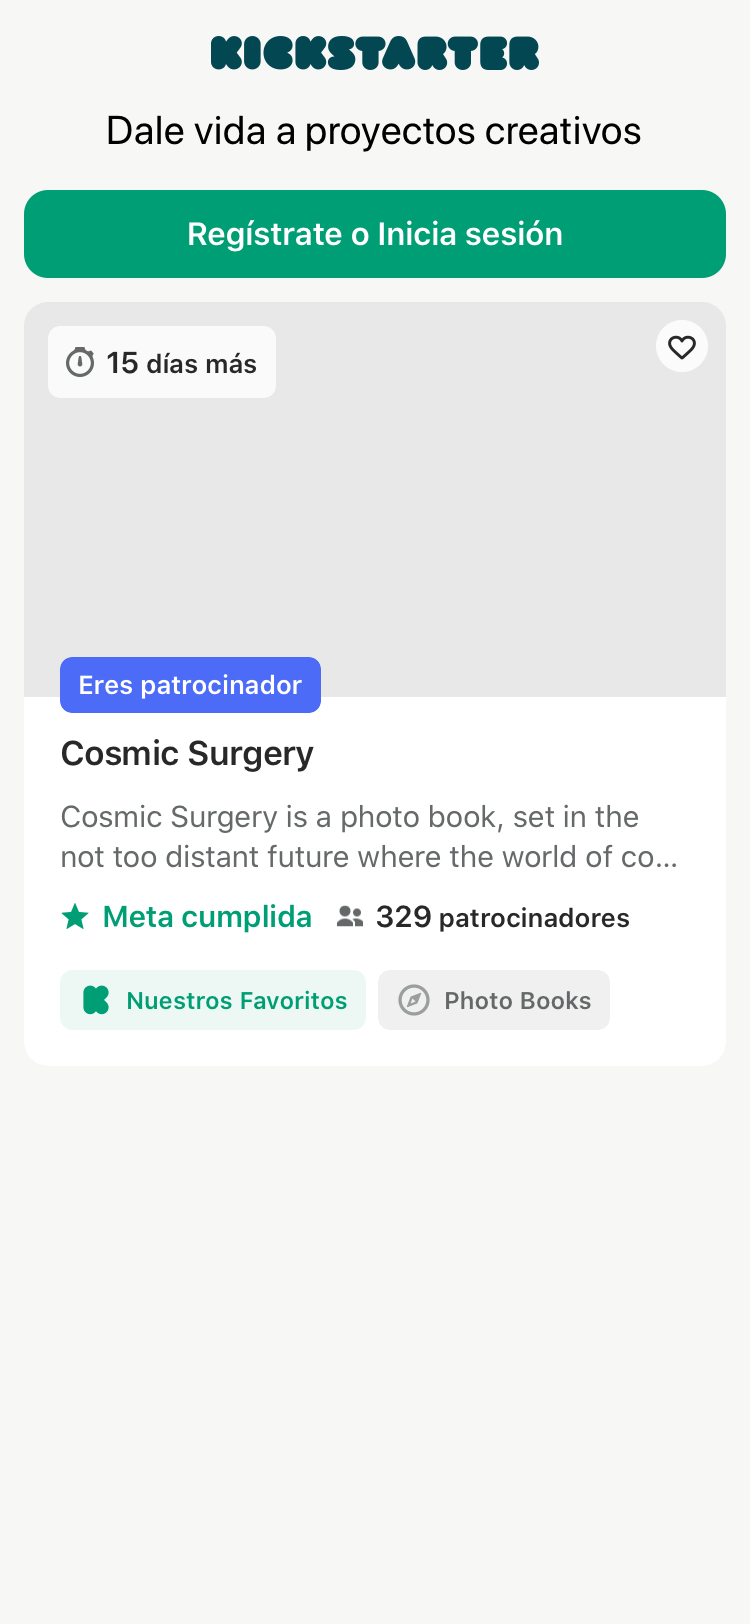 KICKSTARTER
Dale vida a proyectos creativos
Regístrate o Inicia sesión
15 días más
Eres patrocinador
Cosmic Surgery
Cosmic Surgery is a photo book, set in the
not too distant future where the world of co...
Meta cumplida 329 patrocinadores
Nuestros Favoritos Photo Books